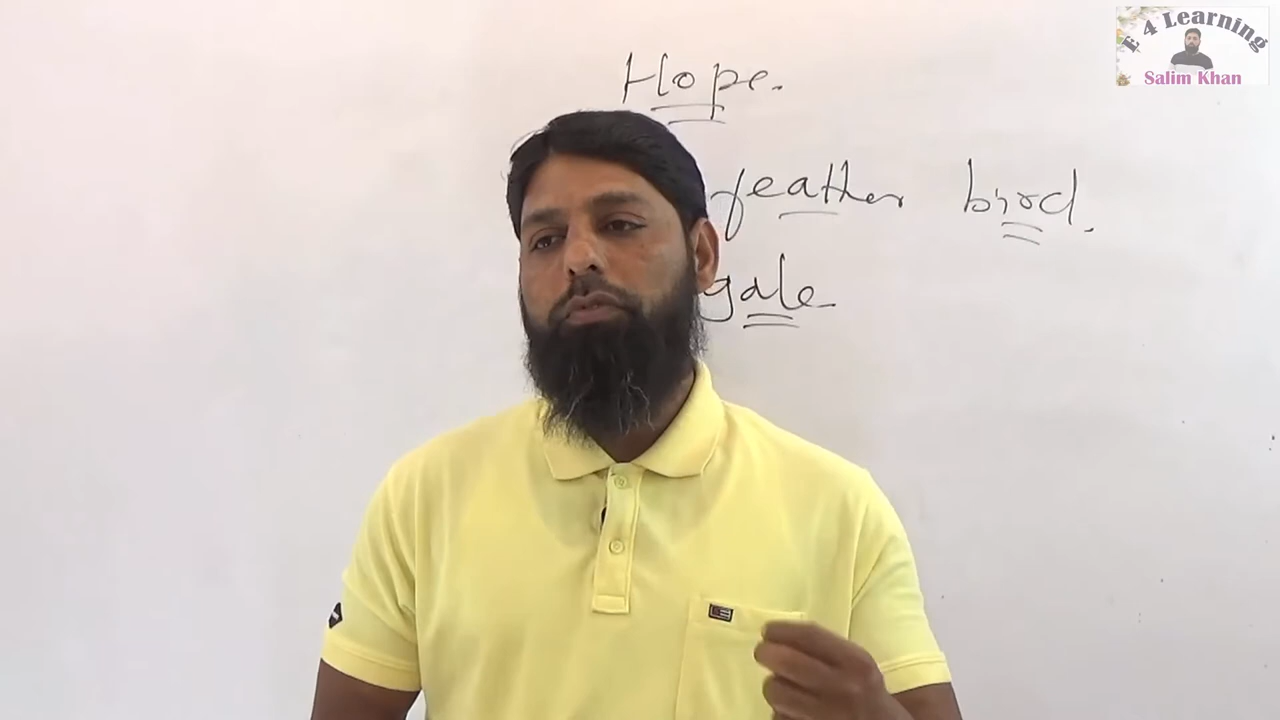 E 4 Learning
Salim Khan
Hope.
feather bird.
gale